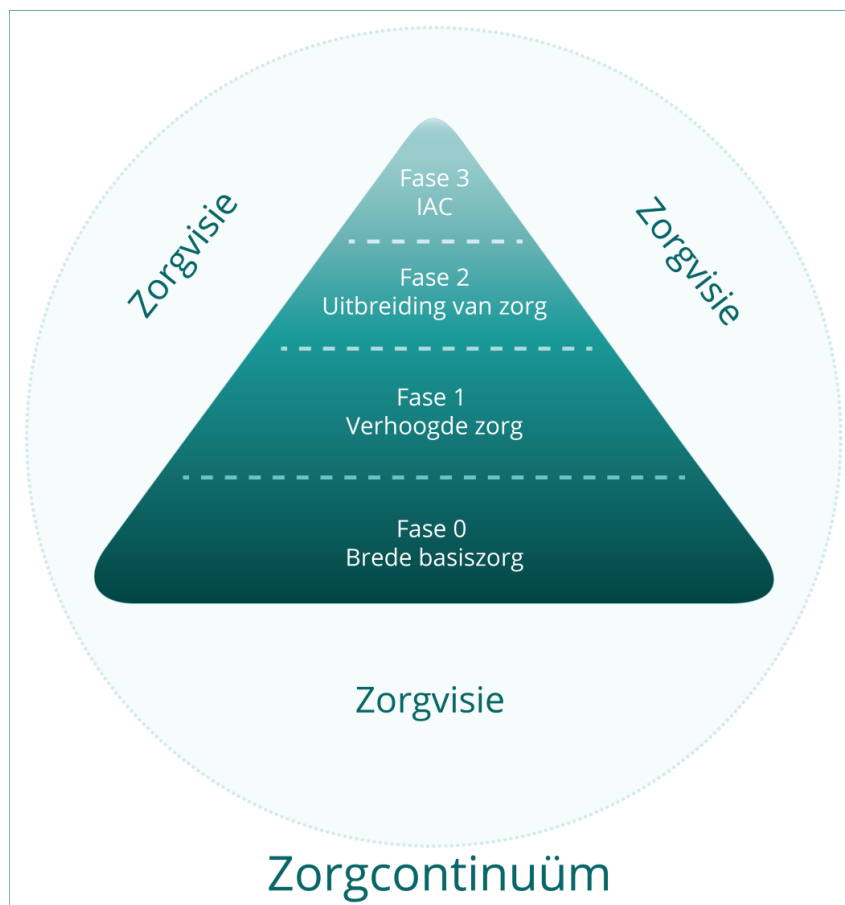 Zorgvisie
Zorgvisie
Fase 3
IAC
Fase 2
Uitbreiding van zorg
Fase 1
Verhoogde zorg
Fase 0
Brede basiszorg
Zorgvisie
Zorgcontinuüm